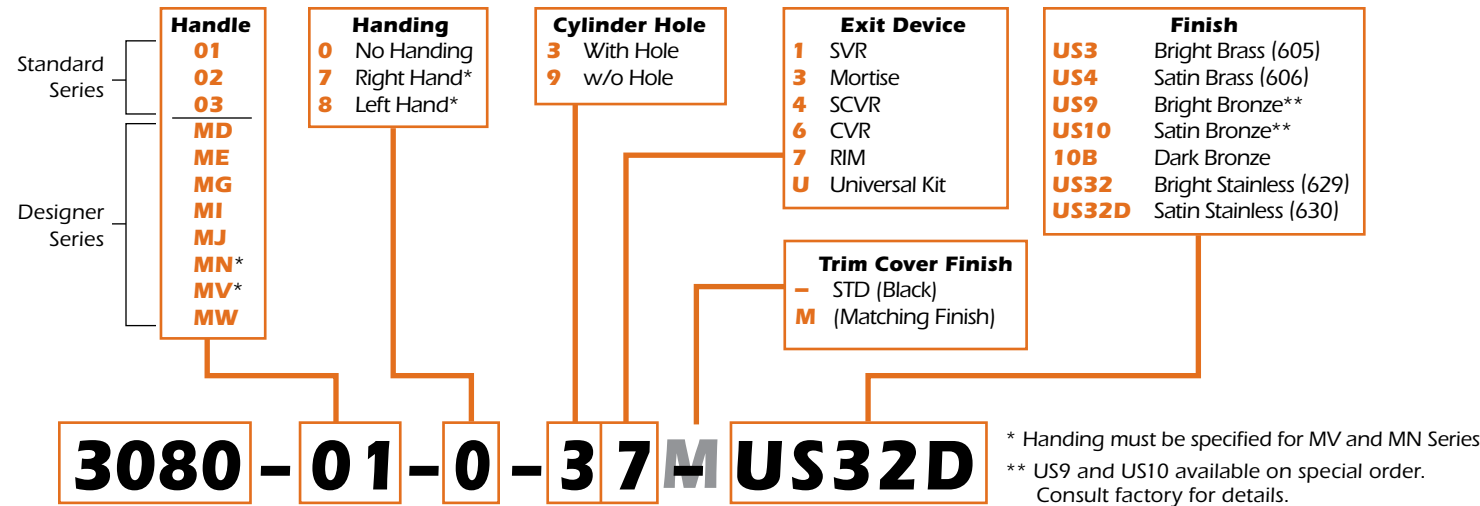 Standard
Series
Designer
Series
Handle
01
02
03
MD
ME
MG
MI
MJ
MN*
MV*
MW
Handing
0 No Handing
7 Right Hand*
8 Left Hand*
Cylinder Hole
3 With Hole
9 w/o Hole
Exit Device
1 SVR
3 Mortise
4 SCVR
6 CVR
7 RIM
U Universal Kit
Finish
US3 Bright Brass (605)
US4 Satin Brass (606)
US9 Bright Bronze**
US10 Satin Bronze**
10B Dark Bronze
US32 Bright Stainless (629)
US32D Satin Stainless (630)
Trim Cover Finish
– STD (Black)
M (Matching Finish)
3080 – 01 – 0 – 37 M – US32D
* Handing must be specified for MV and MN Series
** US9 and US10 available on special order.
Consult factory for details.